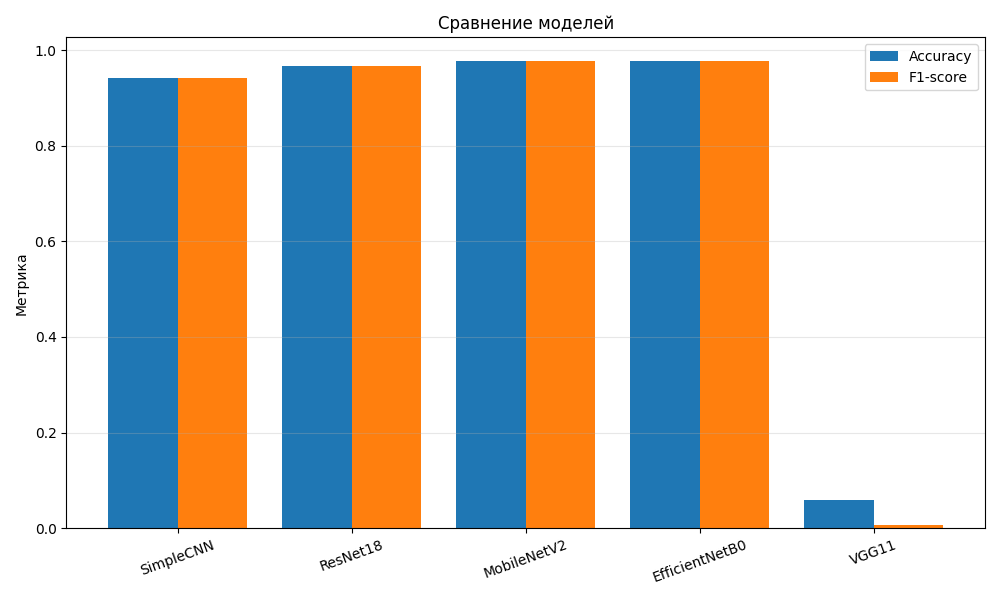 Сравнение моделей
Accuracy
F1-score
Метрика
1.0
0.8
0.6
0.4
0.2
0.0
SimpleCNN
ResNet18
MobileNetV2
EfficientNetB0
VGG11